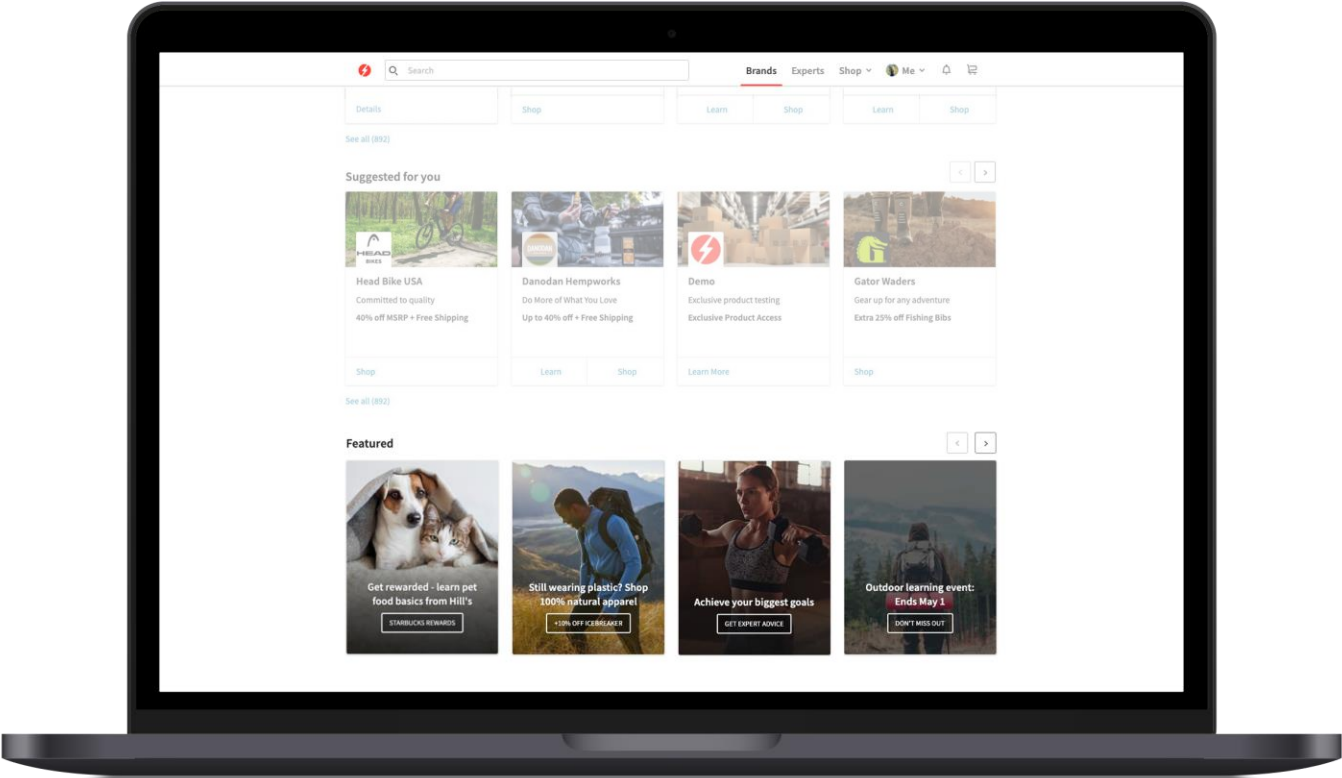 Search
Brands
Experts
Shop
Me
Details
Shop
Learn
Shop
Learn
Shop
See all (892)
Suggested for you
HEAD
BIKES
DANODAN
Head Bike USA
Committed to quality
40% off MSRP + Free Shipping
Shop
Danodan Hempworks
Do More of What You Love
Up to 40% off + Free Shipping
Learn
Shop
Demo
Exclusive product testing
Exclusive Product Access
Learn More
Gator Waders
Gear up for any adventure
Extra 25% off Fishing Bibs
Shop
See all (892)
Featured
Get rewarded - learn pet
food basics from Hill's
STARBUCKS REWARDS
Still wearing plastic? Shop
100% natural apparel
+10% OFF ICEBREAKER
Achieve your biggest goals
GET EXPERT ADVICE
Outdoor learning event:
Ends May 1
DON'T MISS OUT